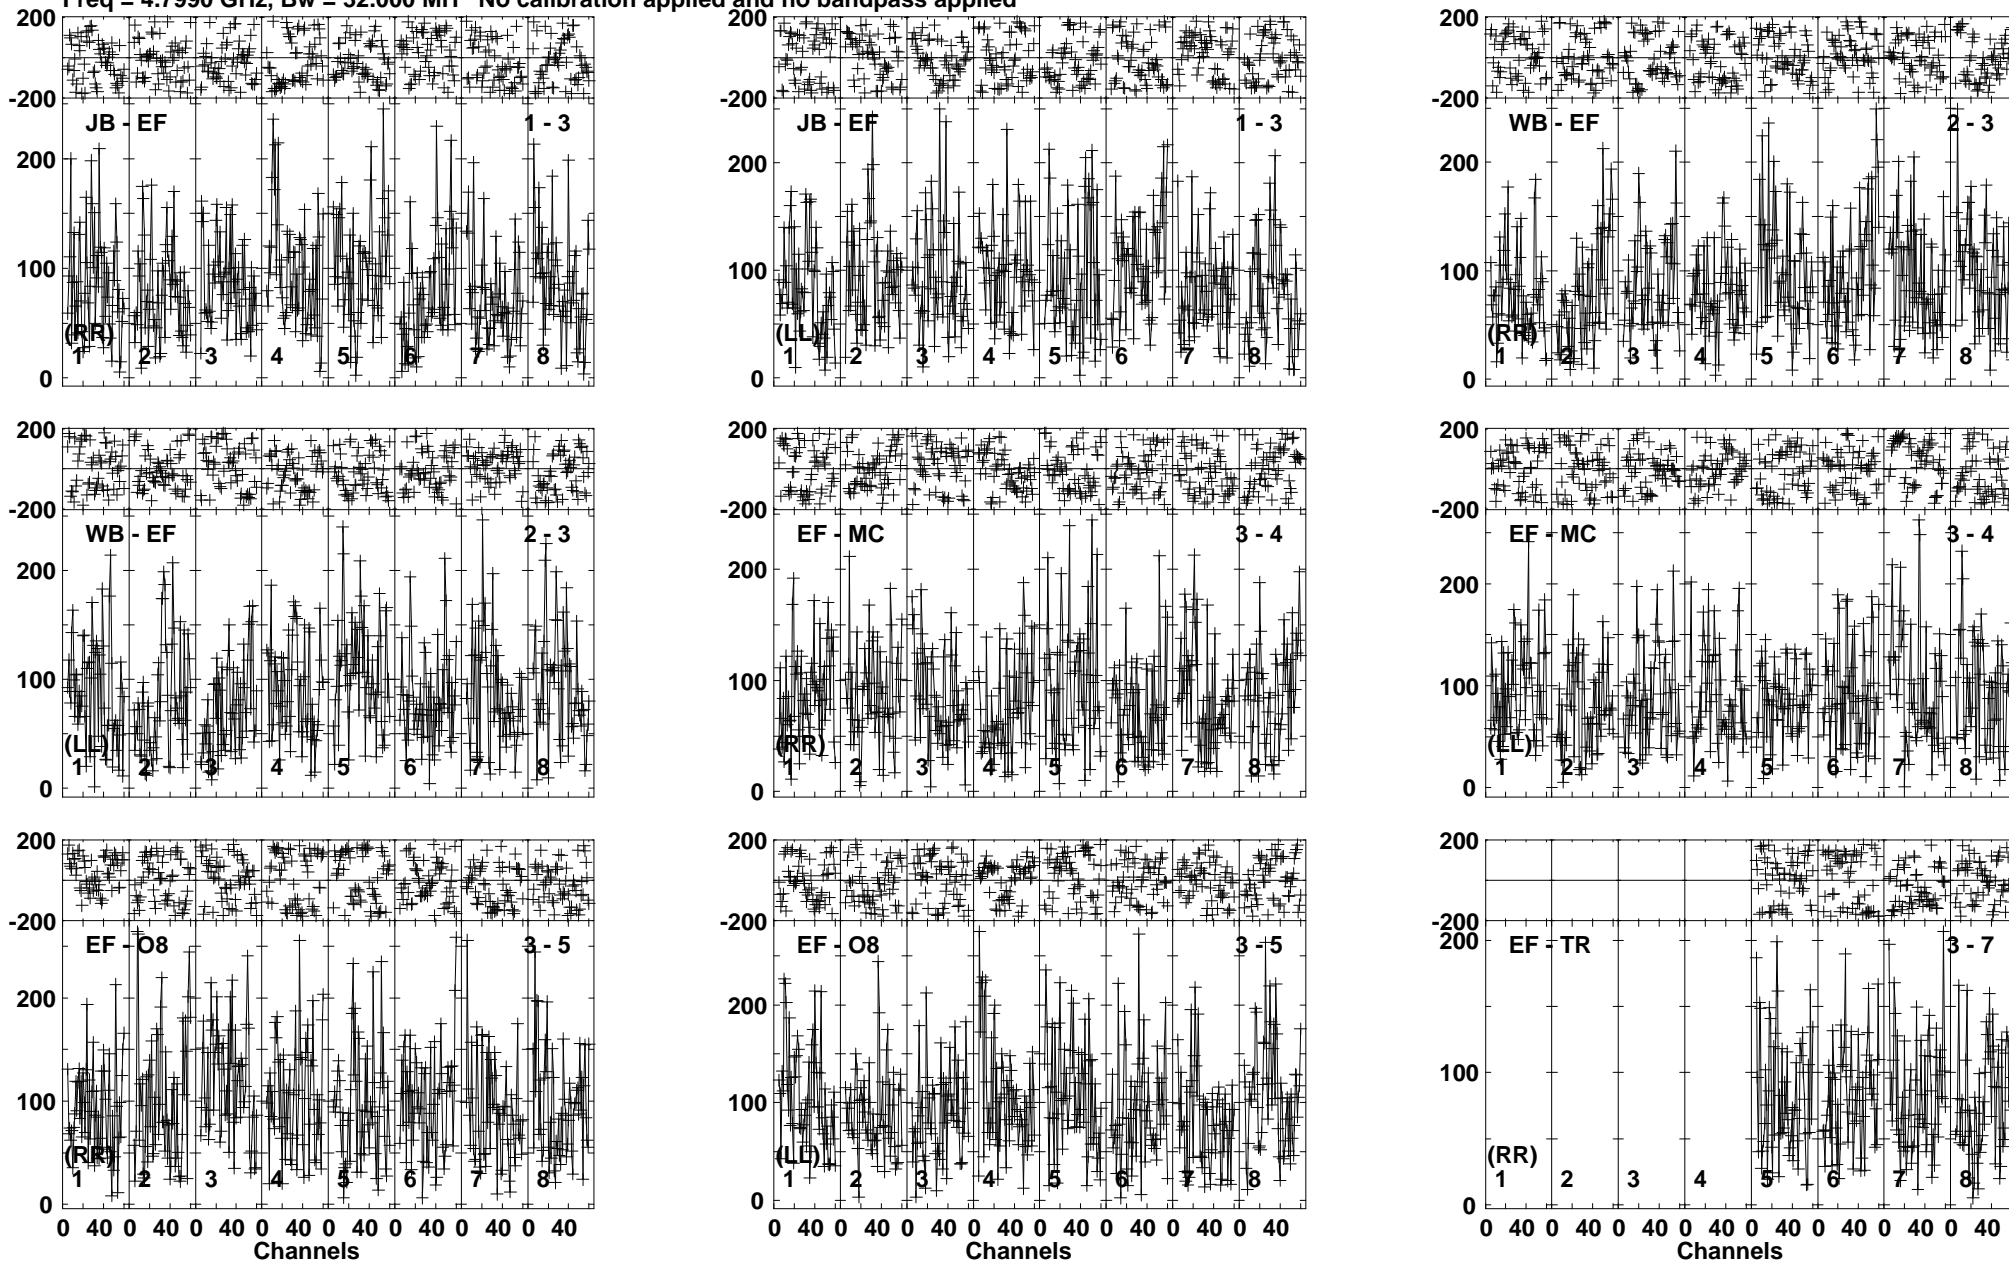 Freq = 4.7990 GHz, Bw = 32.000 MH No calibration applied and no bandpass applied
200 200 200
-200 -200 -200
JB - EF 1 - 3 JB - EF 1 - 3 WB - EF 2 - 3
200 200 200
100 100 100
(RR) (LL) (RR)
1 2 3 4 5 6 7 8 1 2 3 4 5 6 7 8 1 2 3 4 5 6 7 8
0 0 0
200 200 200
-200 -200 -200
WB - EF 2 - 3 EF - MC 3 - 4 EF - MC 3 - 4
200 200 200
100 100 100
(LL) (RR) (LL)
1 2 3 4 5 6 7 8 1 2 3 4 5 6 7 8 1 2 3 4 5 6 7 8
0 0 0
200 200 200
-200 -200 -200
EF - O8 3 - 5 EF - O8 3 - 5 EF - TR 3 - 7
200 200 200
100 100 100
(RR) (LL) (RR)
1 2 3 4 5 6 7 8 1 2 3 4 5 6 7 8 1 2 3 4 5 6 7 8
0 0 0
0 40 0 40 0 40 0 40 0 40 0 40 0 40 0 40 0 40 0 40 0 40 0 40 0 40 0 40 0 40 0 40 0 40 0 40 0 40 0 40 0 40 0 40 0 40 0 40
Channels Channels Channels